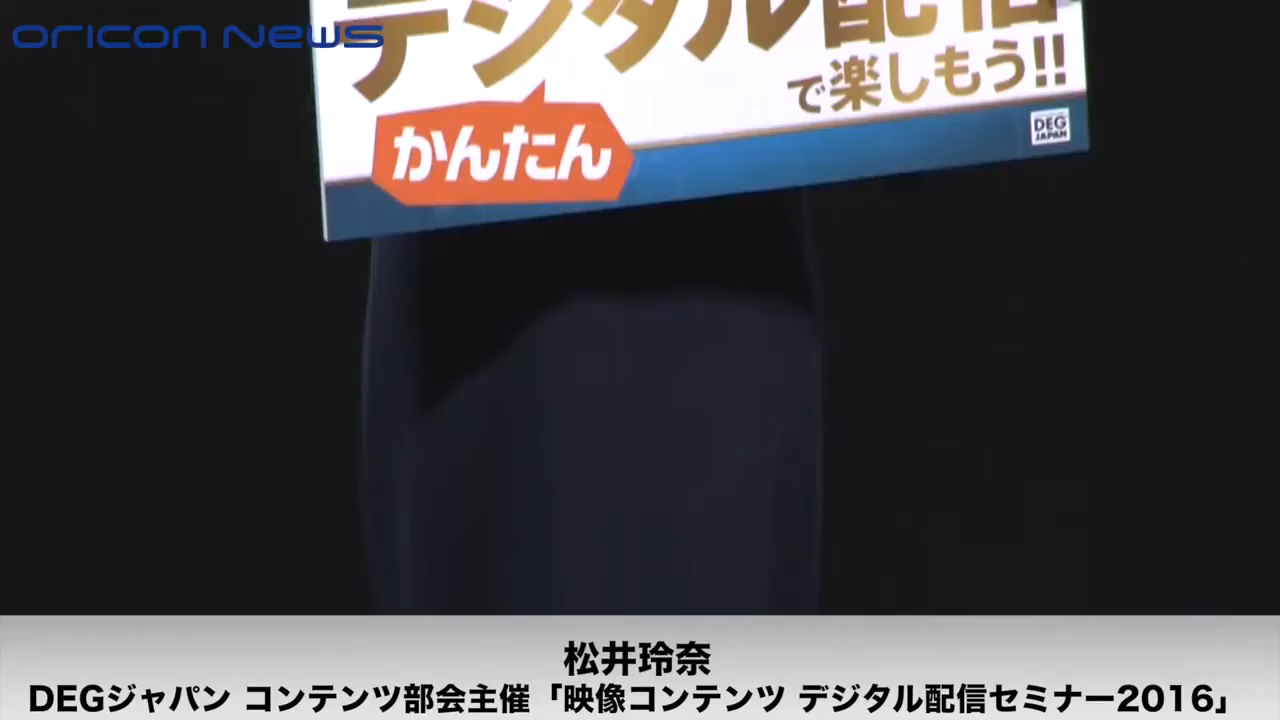 ORICON NEWS
デジタル配信
で楽しもう!!
かんたん
DEG
JAPAN
松井玲奈
DEGジャパン コンテンツ部会主催「映像コンテンツ デジタル配信セミナー2016」